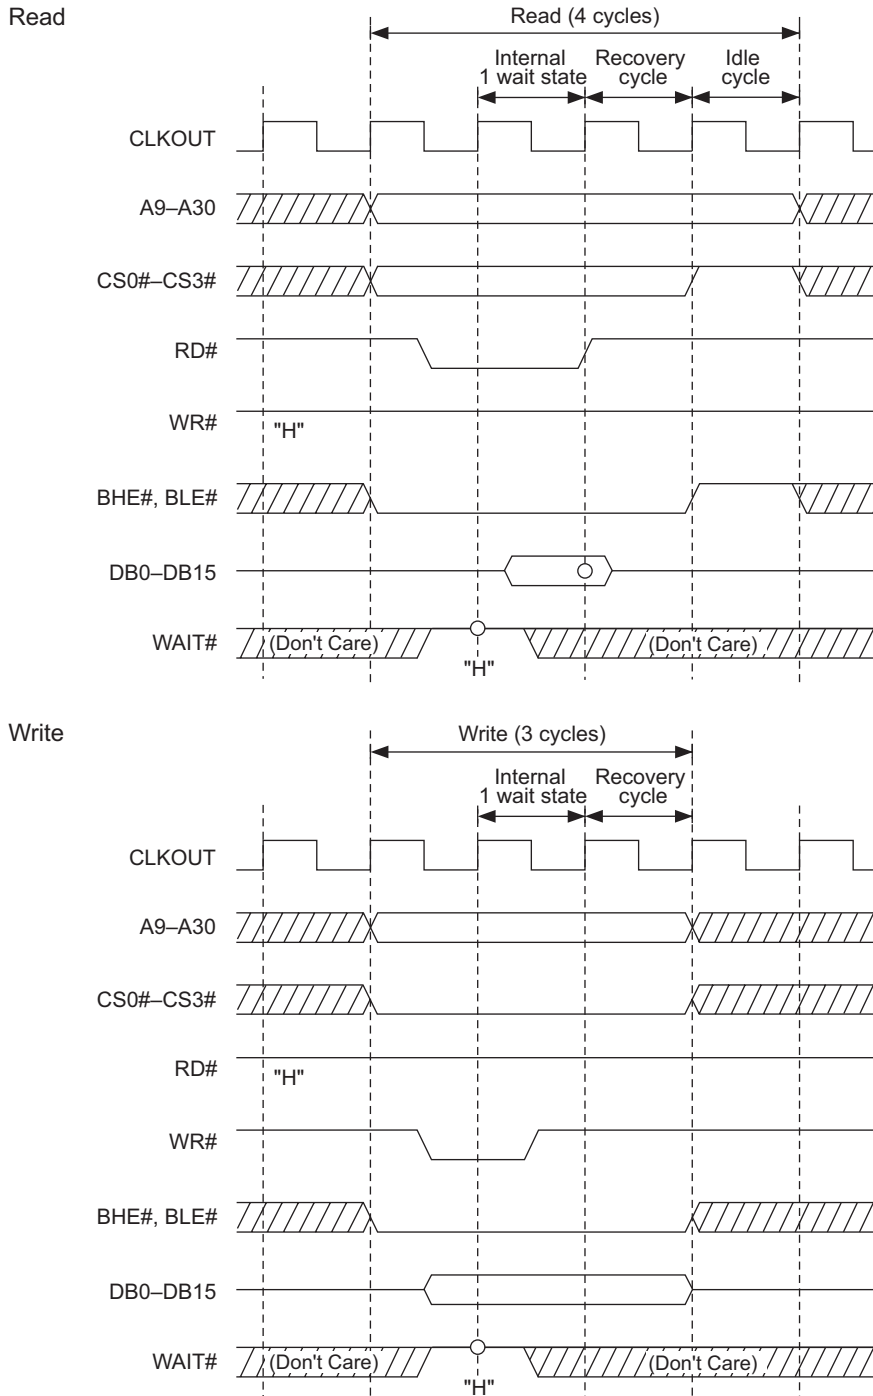 Read
Read (4 cycles)
Internal
1 wait state
Recovery
cycle
Idle
cycle
CLKOUT
A9–A30
CS0#–CS3#
RD#
WR#
"H"
BHE#, BLE#
DB0–DB15
WAIT#
(Don't Care)
(Don't Care)
"H"
Write
Write (3 cycles)
Internal
1 wait state
Recovery
cycle
CLKOUT
A9–A30
CS0#–CS3#
RD#
"H"
WR#
BHE#, BLE#
DB0–DB15
WAIT#
(Don't Care)
(Don't Care)
"H"